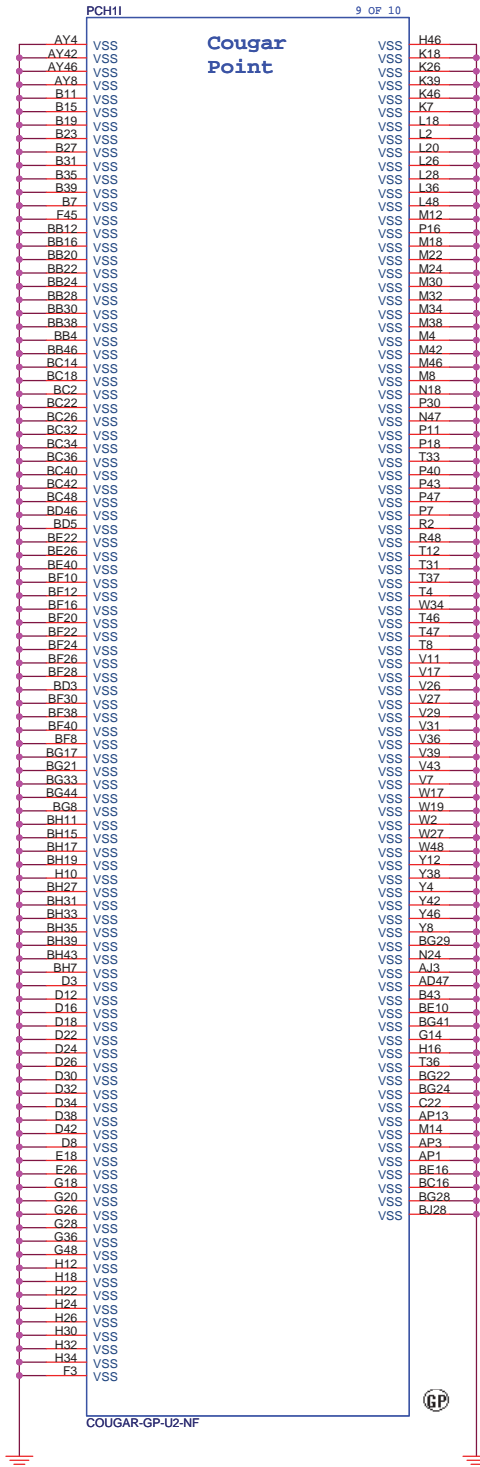 PCH1I
9 OF 10
Cougar
Point
AY4 VSS
AY42 VSS
AY46 VSS
AY8 VSS
B11 VSS
B15 VSS
B19 VSS
B23 VSS
B27 VSS
B31 VSS
B35 VSS
B39 VSS
B7 VSS
F45 VSS
BB12 VSS
BB16 VSS
BB20 VSS
BB22 VSS
BB24 VSS
BB28 VSS
BB30 VSS
BB38 VSS
BB4 VSS
BB46 VSS
BC14 VSS
BC18 VSS
BC2 VSS
BC22 VSS
BC26 VSS
BC32 VSS
BC34 VSS
BC36 VSS
BC40 VSS
BC42 VSS
BC48 VSS
BD46 VSS
BD5 VSS
BE22 VSS
BE26 VSS
BE40 VSS
BF10 VSS
BF12 VSS
BF16 VSS
BF20 VSS
BF22 VSS
BF24 VSS
BF26 VSS
BF28 VSS
BD3 VSS
BF30 VSS
BF38 VSS
BF40 VSS
BF8 VSS
BG17 VSS
BG21 VSS
BG33 VSS
BG44 VSS
BG8 VSS
BH11 VSS
BH15 VSS
BH17 VSS
BH19 VSS
H10 VSS
BH27 VSS
BH31 VSS
BH33 VSS
BH35 VSS
BH39 VSS
BH43 VSS
BH7 VSS
D3 VSS
D12 VSS
D16 VSS
D18 VSS
D22 VSS
D24 VSS
D26 VSS
D30 VSS
D32 VSS
D34 VSS
D38 VSS
D42 VSS
D8 VSS
E18 VSS
E26 VSS
G18 VSS
G20 VSS
G26 VSS
G28 VSS
G36 VSS
G48 VSS
H12 VSS
H18 VSS
H22 VSS
H24 VSS
H26 VSS
H30 VSS
H32 VSS
H34 VSS
F3 VSS
VSS H46
VSS K18
VSS K26
VSS K39
VSS K46
VSS K7
VSS L18
VSS L2
VSS L20
VSS L26
VSS L28
VSS L36
VSS L48
VSS M12
VSS P16
VSS M18
VSS M22
VSS M24
VSS M30
VSS M32
VSS M34
VSS M38
VSS M4
VSS M42
VSS M46
VSS M8
VSS N18
VSS P30
VSS N47
VSS P11
VSS P18
VSS T33
VSS P40
VSS P43
VSS P47
VSS P7
VSS R2
VSS R48
VSS T12
VSS T31
VSS T37
VSS T4
VSS W34
VSS T46
VSS T47
VSS T8
VSS V11
VSS V17
VSS V26
VSS V27
VSS V29
VSS V31
VSS V36
VSS V39
VSS V43
VSS V7
VSS W17
VSS W19
VSS W2
VSS W27
VSS W48
VSS Y12
VSS Y38
VSS Y4
VSS Y42
VSS Y46
VSS Y8
VSS BG29
VSS N24
VSS AJ3
VSS AD47
VSS B43
VSS BE10
VSS BG41
VSS G14
VSS H16
VSS T36
VSS BG22
VSS BG24
VSS C22
VSS AP13
VSS M14
VSS AP3
VSS AP1
VSS BE16
VSS BC16
VSS BG28
VSS BJ28
GP
COUGAR-GP-U2-NF